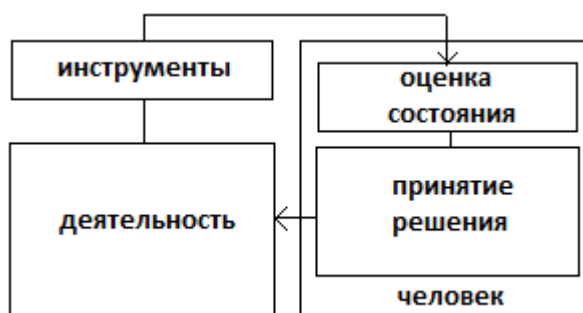 инструменты
оценка
состояния
деятельность
принятие
решения
человек